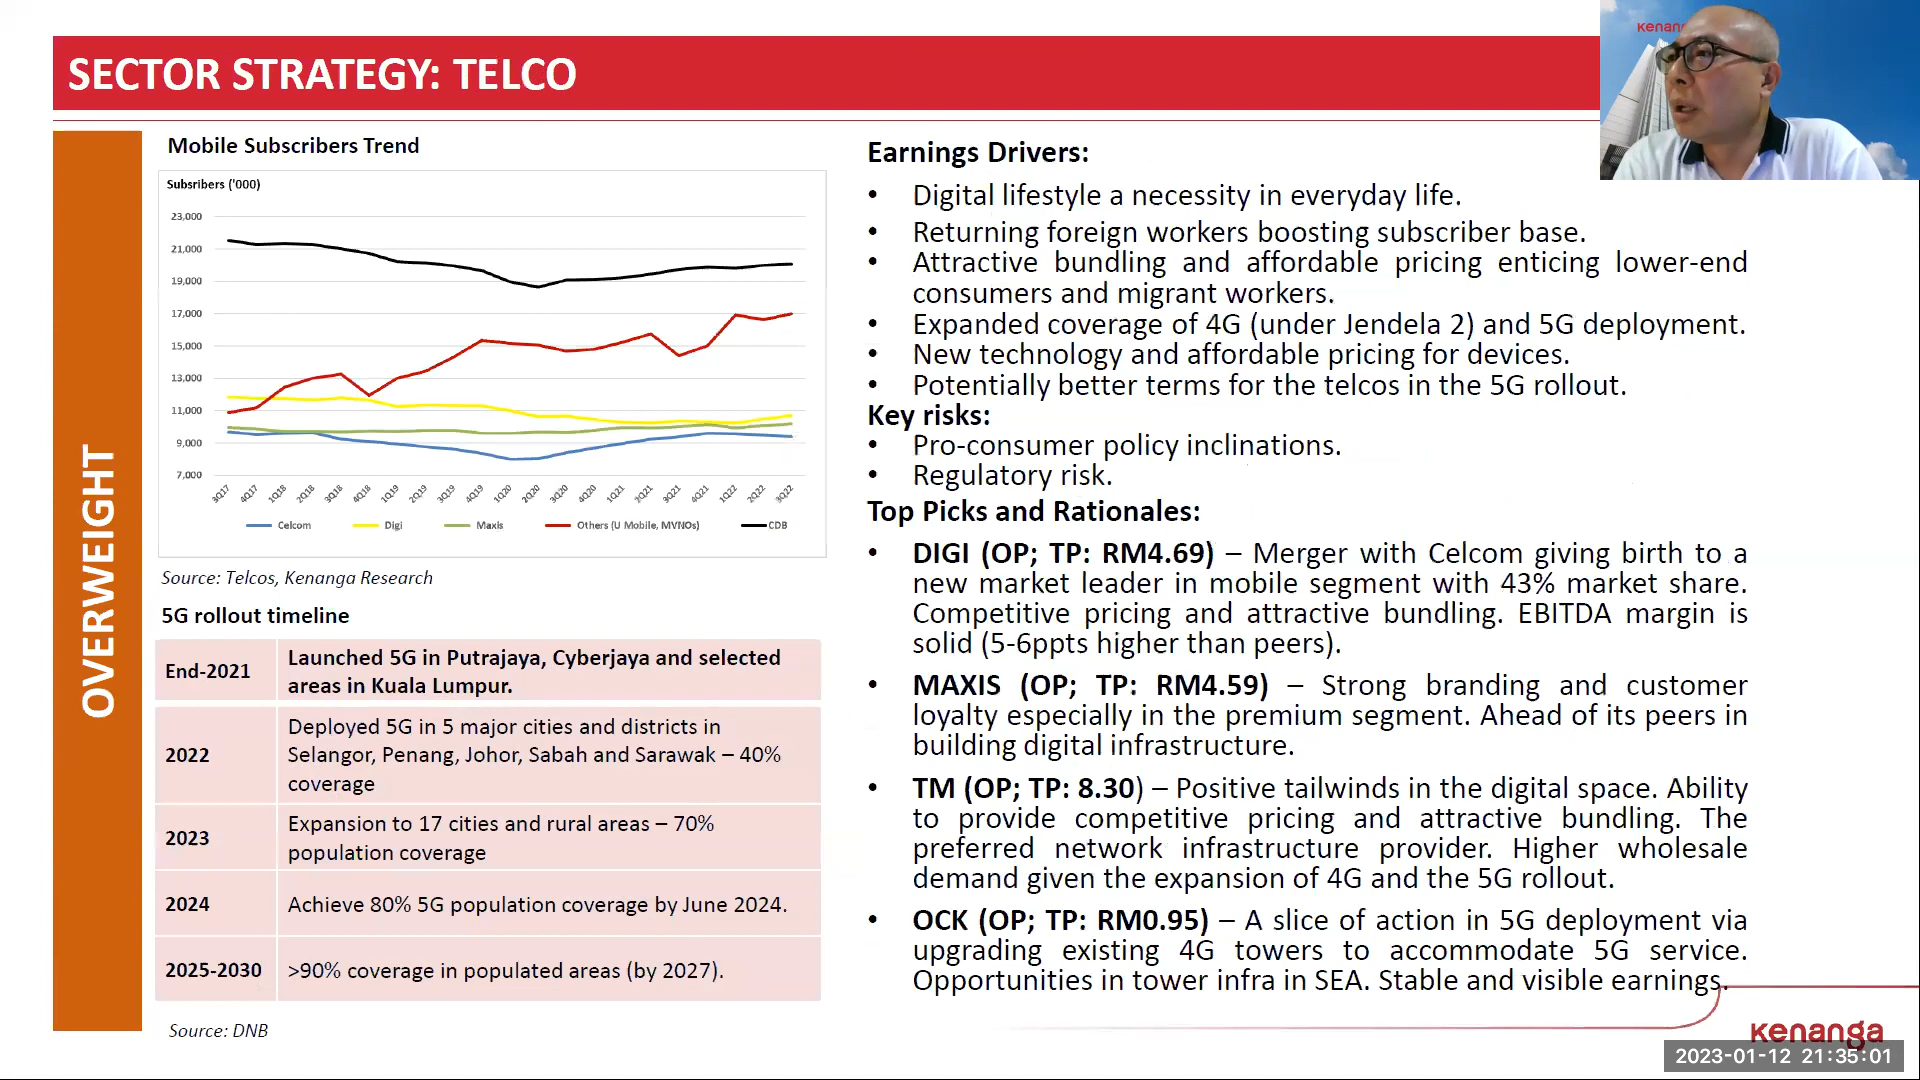 SECTOR STRATEGY: TELCO
OVERWEIGHT
Mobile Subscribers Trend
Subsribers ('000)
23,000
21,000
19,000
17,000
15,000
13,000
11,000
9,000
7,000
3Q17 4Q17 1Q18 2Q18 3Q18 4Q18 1Q19 2Q19 3Q19 4Q19 1Q20 2Q20 3Q20 4Q20 1Q21 2Q21 3Q21 4Q21 1Q22 2Q22 3Q22
Celcom Digi Maxis Others (U Mobile, MVNOs) CDB
Source: Telcos, Kenanga Research
5G rollout timeline
End-2021
Launched 5G in Putrajaya, Cyberjaya and selected
areas in Kuala Lumpur.
2022
Deployed 5G in 5 major cities and districts in
Selangor, Penang, Johor, Sabah and Sarawak – 40%
coverage
2023
Expansion to 17 cities and rural areas – 70%
population coverage
2024
Achieve 80% 5G population coverage by June 2024.
2025-2030
>90% coverage in populated areas (by 2027).
Source: DNB
Earnings Drivers:
• Digital lifestyle a necessity in everyday life.
• Returning foreign workers boosting subscriber base.
• Attractive bundling and affordable pricing enticing lower-end
consumers and migrant workers.
• Expanded coverage of 4G (under Jendela 2) and 5G deployment.
• New technology and affordable pricing for devices.
• Potentially better terms for the telcos in the 5G rollout.
Key risks:
• Pro-consumer policy inclinations.
• Regulatory risk.
Top Picks and Rationales:
• DIGI (OP; TP: RM4.69) – Merger with Celcom giving birth to a
new market leader in mobile segment with 43% market share.
Competitive pricing and attractive bundling. EBITDA margin is
solid (5-6ppts higher than peers).
• MAXIS (OP; TP: RM4.59) – Strong branding and customer
loyalty especially in the premium segment. Ahead of its peers in
building digital infrastructure.
• TM (OP; TP: 8.30) – Positive tailwinds in the digital space. Ability
to provide competitive pricing and attractive bundling. The
preferred network infrastructure provider. Higher wholesale
demand given the expansion of 4G and the 5G rollout.
• OCK (OP; TP: RM0.95) – A slice of action in 5G deployment via
upgrading existing 4G towers to accommodate 5G service.
Opportunities in tower infra in SEA. Stable and visible earnings.
kenanga
2023-01-12 21:35:01